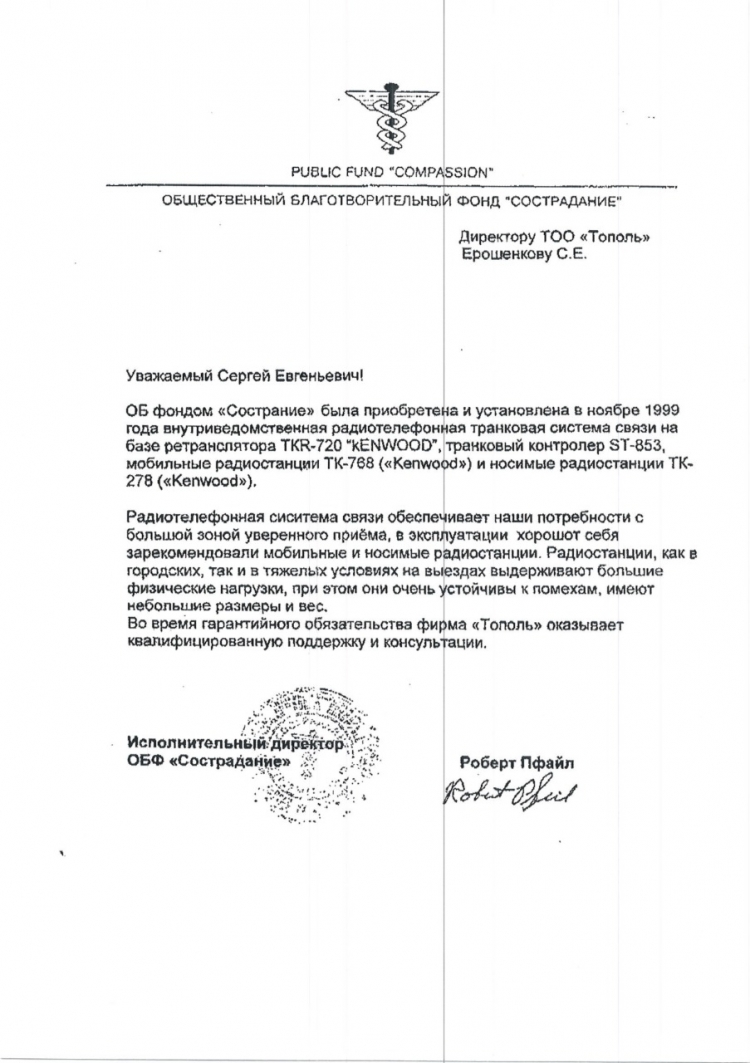 PUBLIC FUND "COMPASSION"
ОБЩЕСТВЕННЫЙ БЛАГОТВОРИТЕЛЬНЫЙ ФОНД "СОСТРАДАНИЕ"
Директору ТОО «Тополь»
Ерошенкову С.Е.
Уважаемый Сергей Евгеньевич!
ОБ фондом «Сострание» была приобретена и установлена в ноябре 1999
года внутриведомственная радиотелефонная транковая система связи на
базе ретранслятора TKR-720 "kENWOOD", транковый контролер ST-853,
мобильные радиостанции ТК-768 («Kenwood») и носимые радиостанции ТК-
278 («Kenwood»).
Радиотелефонная сиситема связи обеспечивает наши потребности с
большой зоной уверенного приёма, в эксплуатации хорошот себя
зарекомендовали мобильные и носимые радиостанции. Радиостанции, как в
городских, так и в тяжелых условиях на выездах выдерживают большие
физические нагрузки, при этом они очень устойчивы к помехам, имеют
небольшие размеры и вес.
Во время гарантийного обязательства фирма «Тополь» оказывает
квалифицированную поддержку и консультации.
Исполнительный директор
ОБФ «Сострадание»
Роберт Пфайл
Robert Pfeil